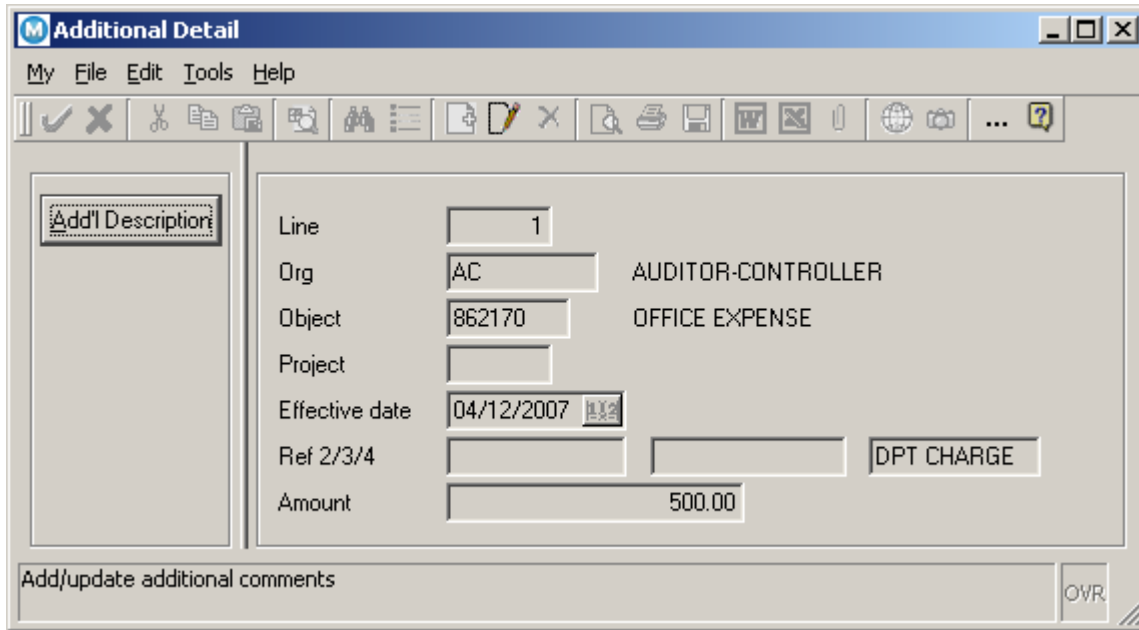 Additional Detail
My File Edit Tools Help
Add'l Description
Line 1
Org AC AUDITOR-CONTROLLER
Object 862170 OFFICE EXPENSE
Project
Effective date 04/12/2007
Ref 2/3/4 DPT CHARGE
Amount 500.00
Add/update additional comments
OVR